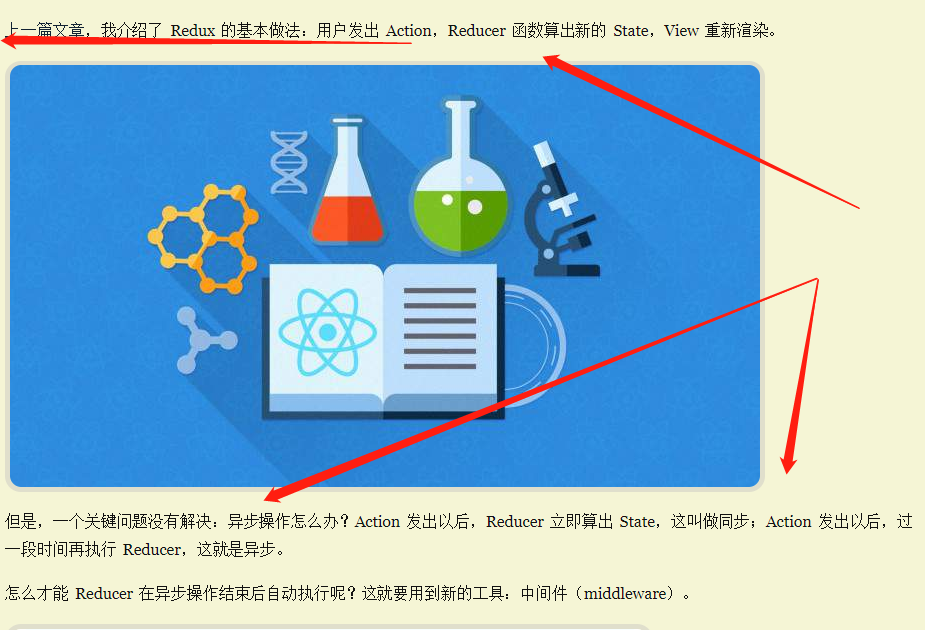 上一篇文章，我介绍了 Redux 的基本做法：用户发出 Action，Reducer 函数算出新的 State，View 重新渲染。
但是，一个关键问题没有解决：异步操作怎么办？Action 发出以后，Reducer 立即算出 State，这叫做同步；Action 发出以后，过
一段时间再执行 Reducer，这就是异步。
怎么才能 Reducer 在异步操作结束后自动执行呢？这就要用到新的工具：中间件（middleware）。